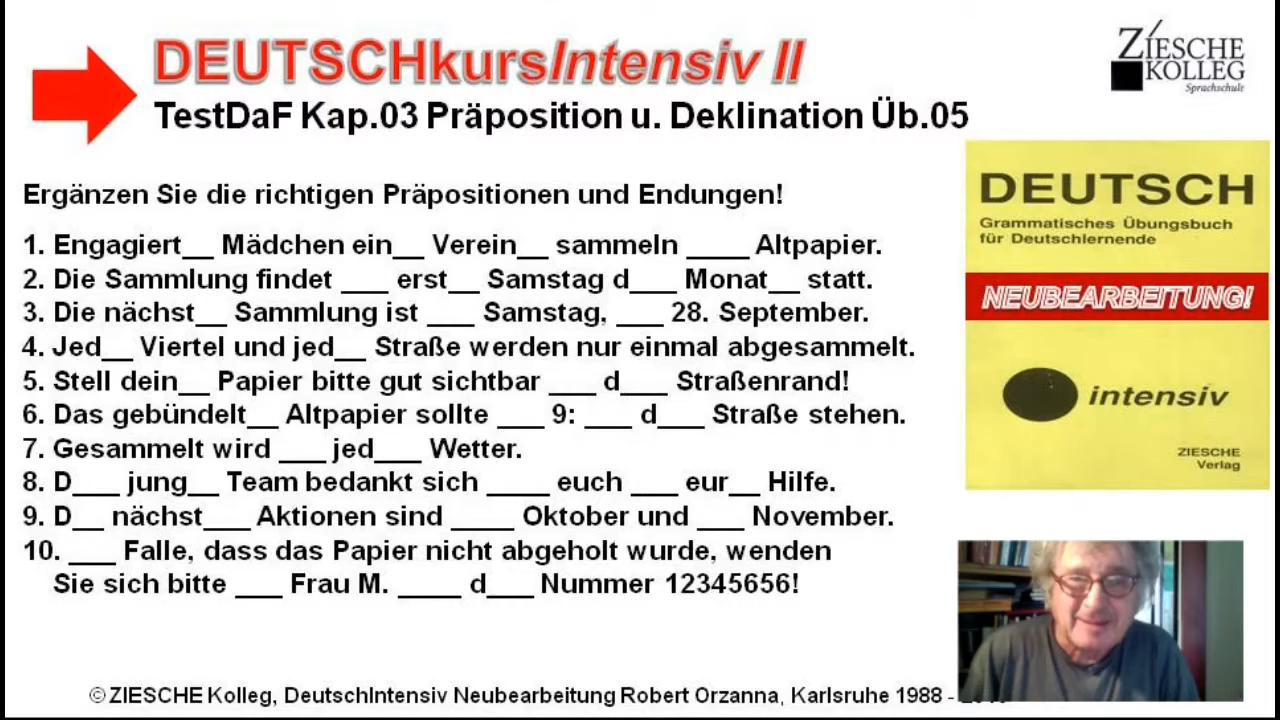 DEUTSCHkursIntensiv II
TestDaF Kap.03 Präposition u. Deklination Üb.05
ZIESCHE
KOLLEG
Sprachschule
Ergänzen Sie die richtigen Präpositionen und Endungen!
1. Engagiert__ Mädchen ein__ Verein__ sammeln ____ Altpapier.
2. Die Sammlung findet ___ erst__ Samstag d___ Monat__ statt.
3. Die nächst__ Sammlung ist ___ Samstag, ___ 28. September.
4. Jed__ Viertel und jed__ Straße werden nur einmal abgesammelt.
5. Stell dein__ Papier bitte gut sichtbar ___ d___ Straßenrand!
6. Das gebündelt__ Altpapier sollte ___ 9: ___ d___ Straße stehen.
7. Gesammelt wird ___ jed___ Wetter.
8. D___ jung__ Team bedankt sich ____ euch ___ eur__ Hilfe.
9. D__ nächst___ Aktionen sind ____ Oktober und ___ November.
10. ___ Falle, dass das Papier nicht abgeholt wurde, wenden
Sie sich bitte ___ Frau M. ____ d___ Nummer 12345656!
DEUTSCH
Grammatisches Übungsbuch
für Deutschlernende
NEUBEARBEITUNG!
intensiv
ZIESCHE
Verlag
©ZIESCHE Kolleg, DeutschIntensiv Neubearbeitung Robert Orzanna, Karlsruhe 1988 -